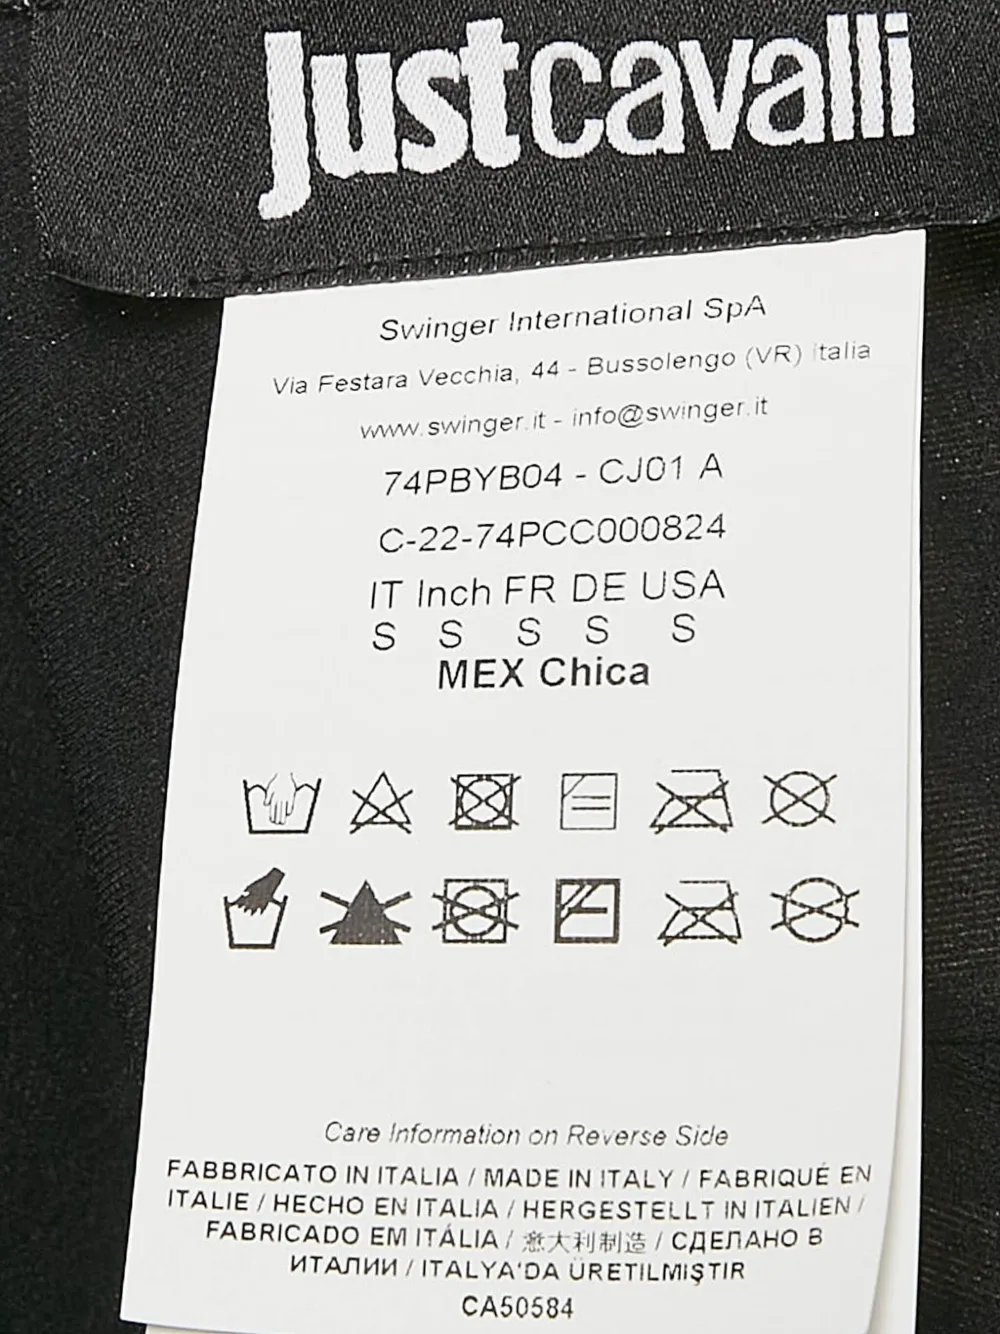 Justcavalli
Swinger International SpA
Via Festara Vecchia, 44 - Bussolengo (VR) Italia
www.swinger.it - info@swinger.it
74PBYB04 - CJ01 A
C-22-74PCC000824
IT Inch FR DE USA
S S S S S
MEX Chica
Care Information on Reverse Side
FABBRICATO IN ITALIA / MADE IN ITALY / FABRIQUÉ EN
ITALIE / HECHO EN ITALIA / HERGESTELLT IN ITALIEN /
FABRICADO EM ITÁLIA / 意大利制造 / СДЕЛАНО В
ИТАЛИИ / ITALYA'DA ÜRETILMIŞTIR
CA50584